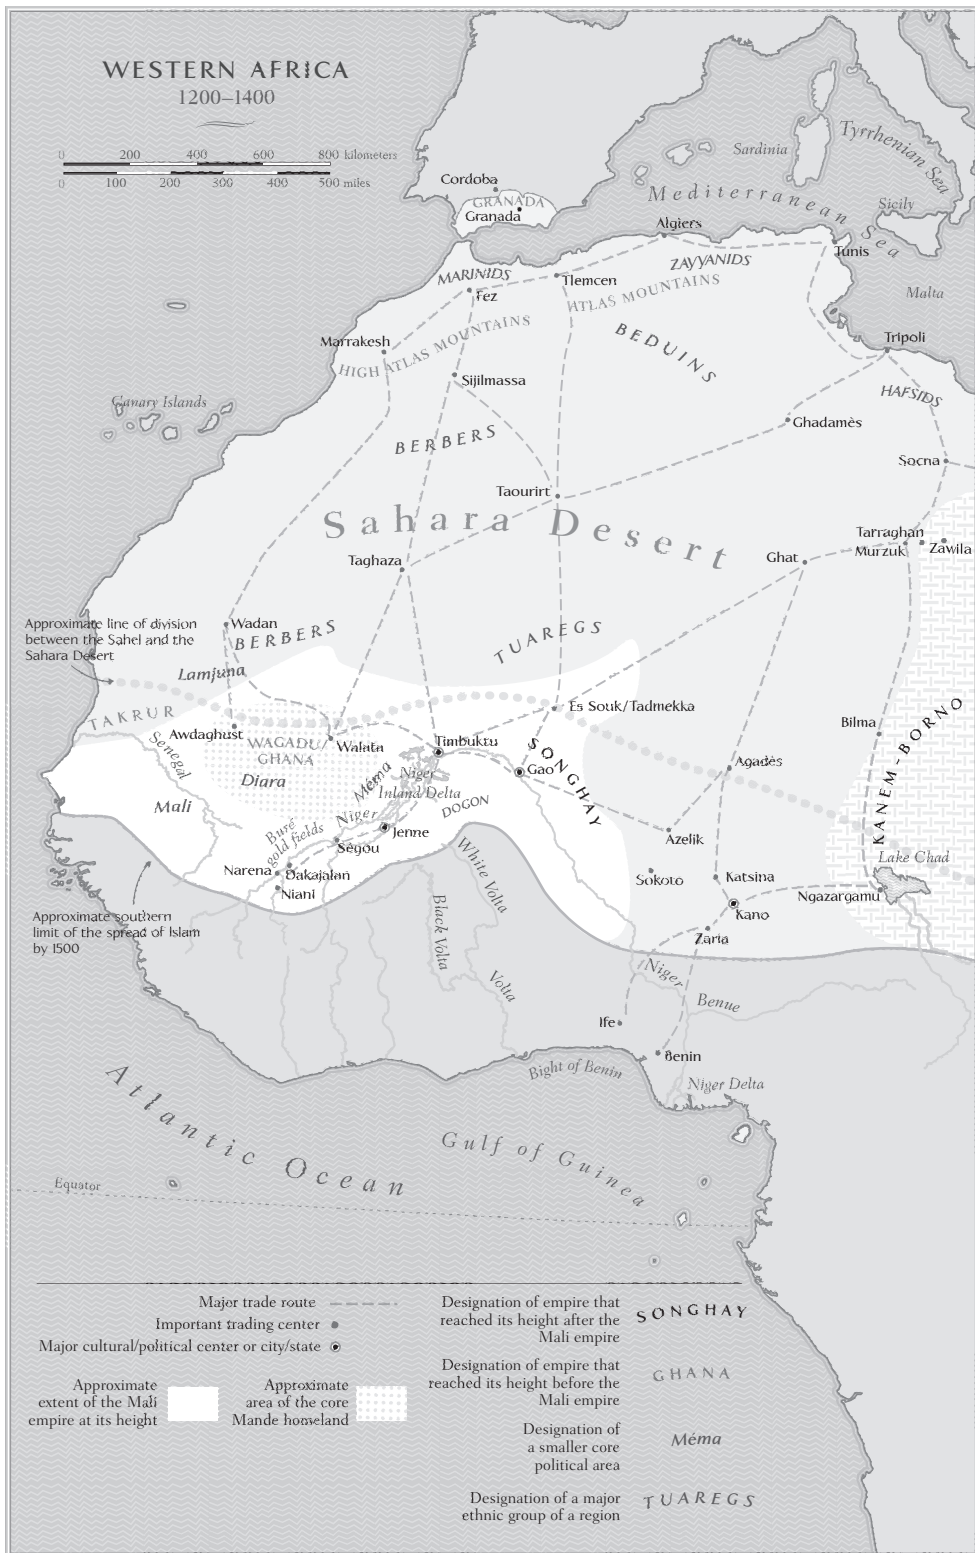 WESTERN AFRICA
1200–1400
0 200 400 600 800 kilometers
0 100 200 300 400 500 miles
Cordoba
GRANADA
Granada
Sardinia
Tyrrhenian Sea
Mediterranean Sea
Sicily
Algiers
Tunis
MARINIDS
Fez
Tlemcen
ZAYYANIDS
ATLAS MOUNTAINS
Malta
Marrakesh
HIGH ATLAS MOUNTAINS
BEDUINS
Tripoli
Sijilmassa
HAFSIDS
Canary Islands
Ghadamès
BERBERS
Socna
Taourirt
Sahara Desert
Tarraghan
Murzuk
Zawila
Ghat
Taghaza
Approximate line of division
between the Sahel and the
Sahara Desert
Wadan
BERBERS
TUAREGS
Lamjuna
Es Souk/Tadmekka
TAKRUR
Awdaghust
Senegal
WAGADU/
GHANA
Walata
Timbuktu
SONGHAY
Bilma
KANEM-BORNO
Agadès
Gao
Diara
Méma
Niger
Inland Delta
Mali
DOGON
Buré
gold fields
Niger
Jenne
Ségou
Azelik
Lake Chad
Narena
Dakajalan
Niani
White Volta
Sokoto
Katsina
Ngazargamu
Kano
Approximate southern
limit of the spread of Islam
by 1500
Black Volta
Zaria
Volta
Niger
Benue
Ife
Benin
Bight of Benin
Niger Delta
Atlantic Ocean
Gulf of Guinea
Equator
Major trade route
Important trading center
Major cultural/political center or city/state
Approximate
extent of the Mali
empire at its height
Approximate
area of the core
Mande homeland
Designation of empire that
reached its height after the
Mali empire
SONGHAY
Designation of empire that
reached its height before the
Mali empire
GHANA
Designation of
a smaller core
political area
Méma
Designation of a major
ethnic group of a region
TUAREGS